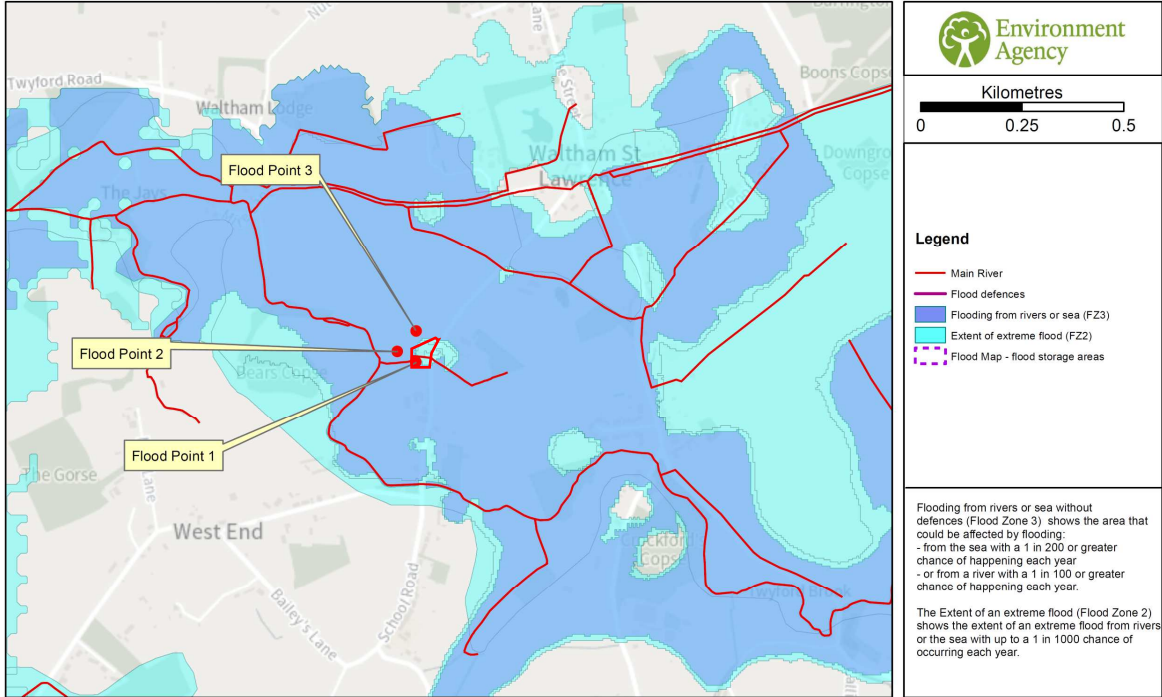 Twyford Road
Waltham Lodge
Lane
The Street
Boons Copse
Waltham St
Lawrence
Flood Point 3
The Jays
Copse
Flood Point 2
Bears Copse
Flood Point 1
The Gorse
Lane
West End
Copse
School Road
Twyford Brook
Bailey's Lane
Environment
Agency
Kilometres
0 0.25 0.5
Legend
Main River
Flood defences
Flooding from rivers or sea (FZ3)
Extent of extreme flood (FZ2)
Flood Map - flood storage areas
Flooding from rivers or sea without
defences (Flood Zone 3) shows the area that
could be affected by flooding:
- from the sea with a 1 in 200 or greater
chance of happening each year
- or from a river with a 1 in 100 or greater
chance of happening each year.
The Extent of an extreme flood (Flood Zone 2)
shows the extent of an extreme flood from rivers
or the sea with up to a 1 in 1000 chance of
occurring each year.